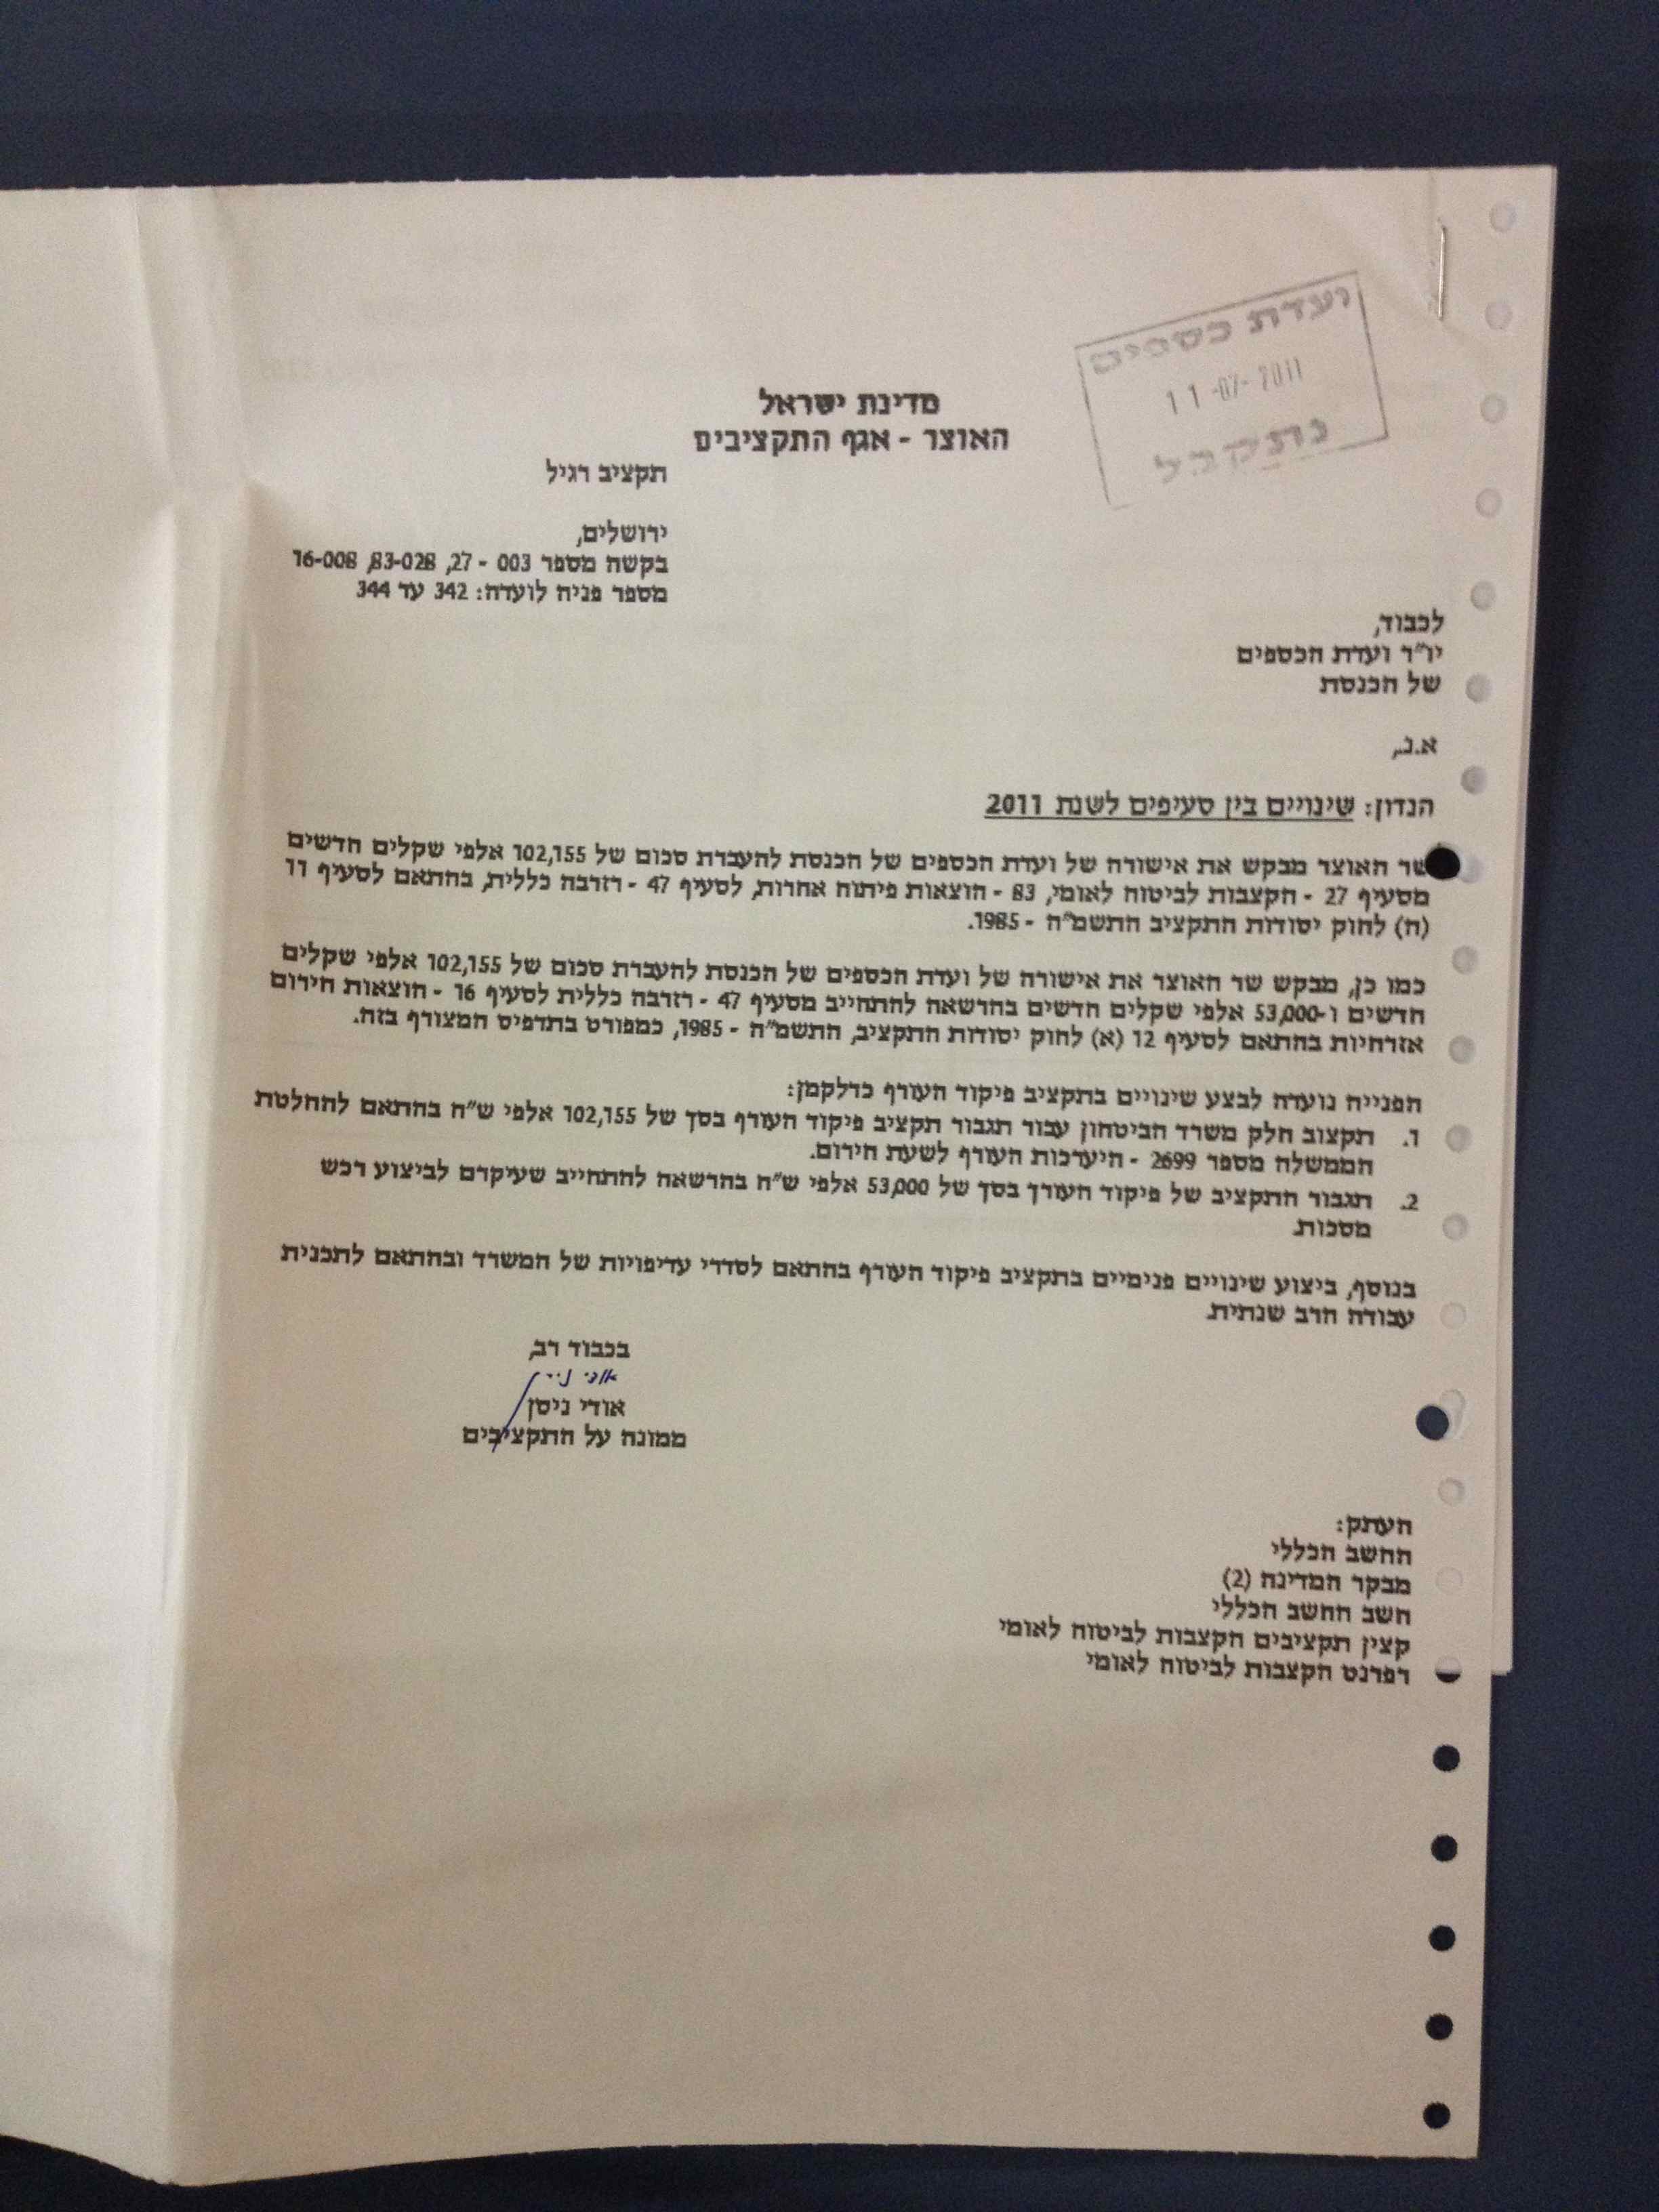 ועדת כספים
11-07-2011
נתקבל
מדינת ישראל
האוצר - אגף התקציבים
תקציב רגיל
ירושלים,
בקשה מספר 003 - 27, 83-028, 16-008
מספר פניה לועדה: 342 עד 344
לכבוד,
יו"ר ועדת הכספים
של הכנסת
א.נ.,
הנדון: שינויים בין סעיפים לשנת 2011
שר האוצר מבקש את אישורה של ועדת הכספים של הכנסת להעברת סכום של 102,155 אלפי שקלים חדשים
מסעיף 27 - הקצבות לביטוח לאומי, 83 - הוצאות פיתוח אחרות, לסעיף 47 - רזרבה כללית, בהתאם לסעיף 11
(ה) לחוק יסודות התקציב התשמ"ה - 1985.
כמו כן, מבקש שר האוצר את אישורה של ועדת הכספים של הכנסת להעברת סכום של 102,155 אלפי שקלים
חדשים ו-53,000 אלפי שקלים חדשים בהרשאה להתחייב מסעיף 47 - רזרבה כללית לסעיף 16 - הוצאות חירום
אזרחיות בהתאם לסעיף 12 (א) לחוק יסודות התקציב, התשמ"ה - 1985, כמפורט בתדפיס המצורף בזה.
הפנייה נועדה לבצע שינויים בתקציב פיקוד העורף כדלקמן:
1. תקצוב חלק משרד הביטחון עבור תגבור תקציב פיקוד העורף בסך של 102,155 אלפי ש"ח בהתאם להחלטת
הממשלה מספר 2699 - היערכות העורף לשעת חירום.
2. תגבור התקציב של פיקוד העורך בסך של 53,000 אלפי ש"ח בהרשאה להתחייב שעיקרם לביצוע רכש
מסכות.
בנוסף, ביצוע שינויים פנימיים בתקציב פיקוד העורף בהתאם לסדרי עדיפויות של המשרד ובהתאם לתכנית
עבודה הרב שנתית.
בכבוד רב,
אודי ניסן
אודי ניסן
ממונה על התקציבים
העתק:
החשב הכללי
מבקר המדינה (2)
חשב החשב הכללי
קצין תקציבים הקצבות לביטוח לאומי
רפרנט הקצבות לביטוח לאומי